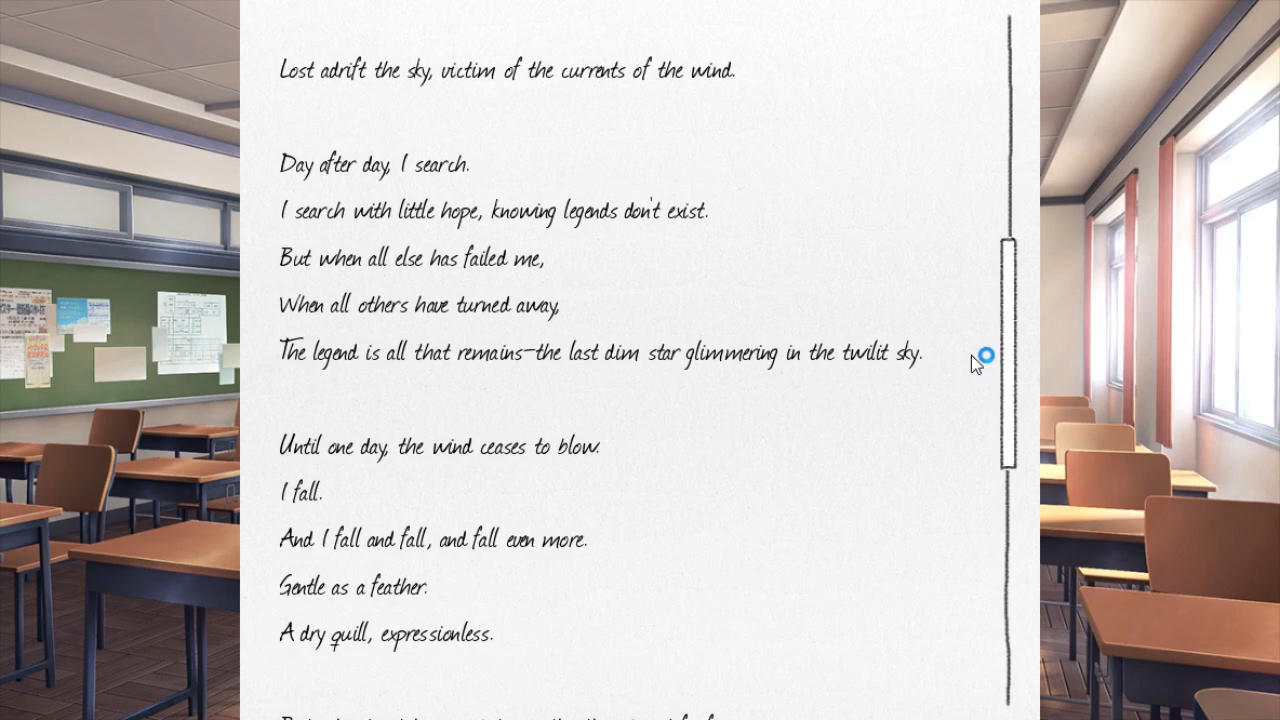 Lost adrift the sky, victim of the currents of the wind.
Day after day, I search.
I search with little hope, knowing legends don't exist.
But when all else has failed me,
When all others have turned away,
The legend is all that remains—the last dim star glimmering in the twilit sky.
Until one day, the wind ceases to blow.
I fall.
And I fall and fall, and fall even more.
Gentle as a feather.
A dry quill, expressionless.